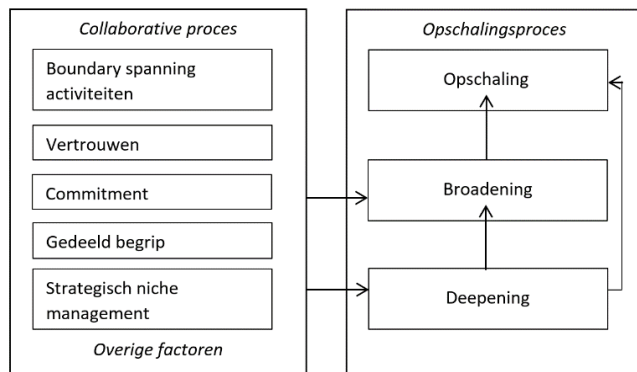 Collaborative proces
Boundary spanning
activiteiten
Vertrouwen
Commitment
Gedeeld begrip
Strategisch niche
management
Overige factoren
Opschalingsproces
Opschaling
Broadening
Deepening